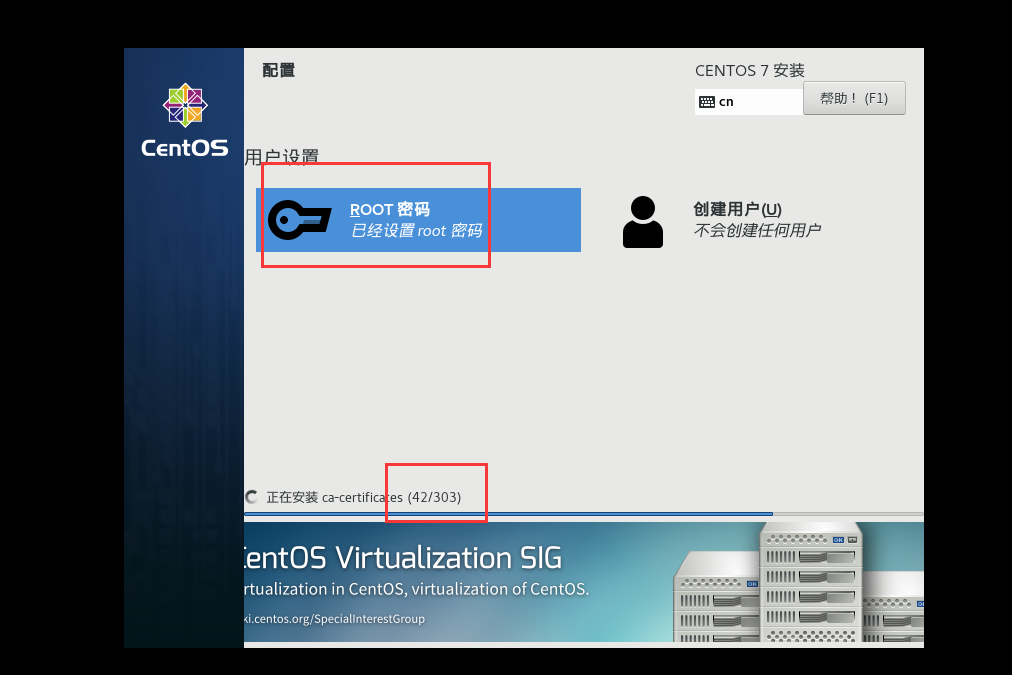 配置
CENTOS 7 安装
cn
帮助！ (F1)
CentOS
用户设置
ROOT 密码
已经设置 root 密码
创建用户(U)
不会创建任何用户
正在安装 ca-certificates (42/303)
CentOS Virtualization SIG
rtualization in CentOS, virtualization of CentOS.
ki.centos.org/SpecialInterestGroup
OK
OK